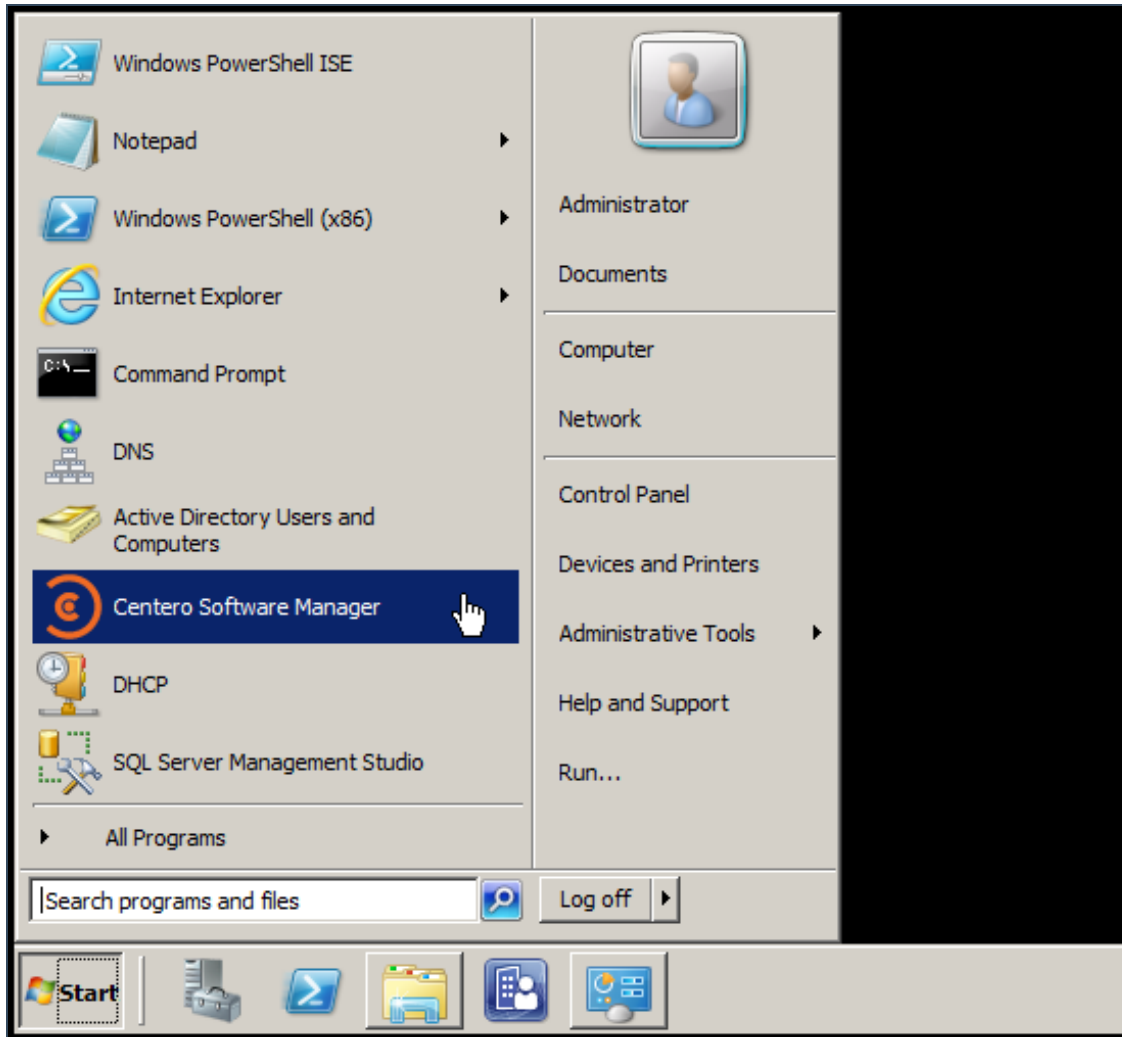 Windows PowerShell ISE
Notepad
Windows PowerShell (x86)
Internet Explorer
C:\_
Command Prompt
DNS
Active Directory Users and
Computers
Centero Software Manager
DHCP
SQL Server Management Studio
All Programs
Search programs and files
Administrator
Documents
Computer
Network
Control Panel
Devices and Printers
Administrative Tools
Help and Support
Run...
Log off
Start